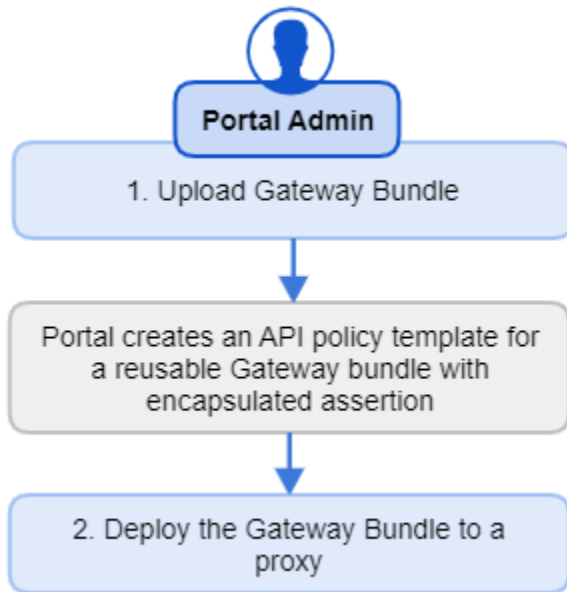 Portal Admin
1. Upload Gateway Bundle
Portal creates an API policy template for
a reusable Gateway bundle with
encapsulated assertion
2. Deploy the Gateway Bundle to a
proxy